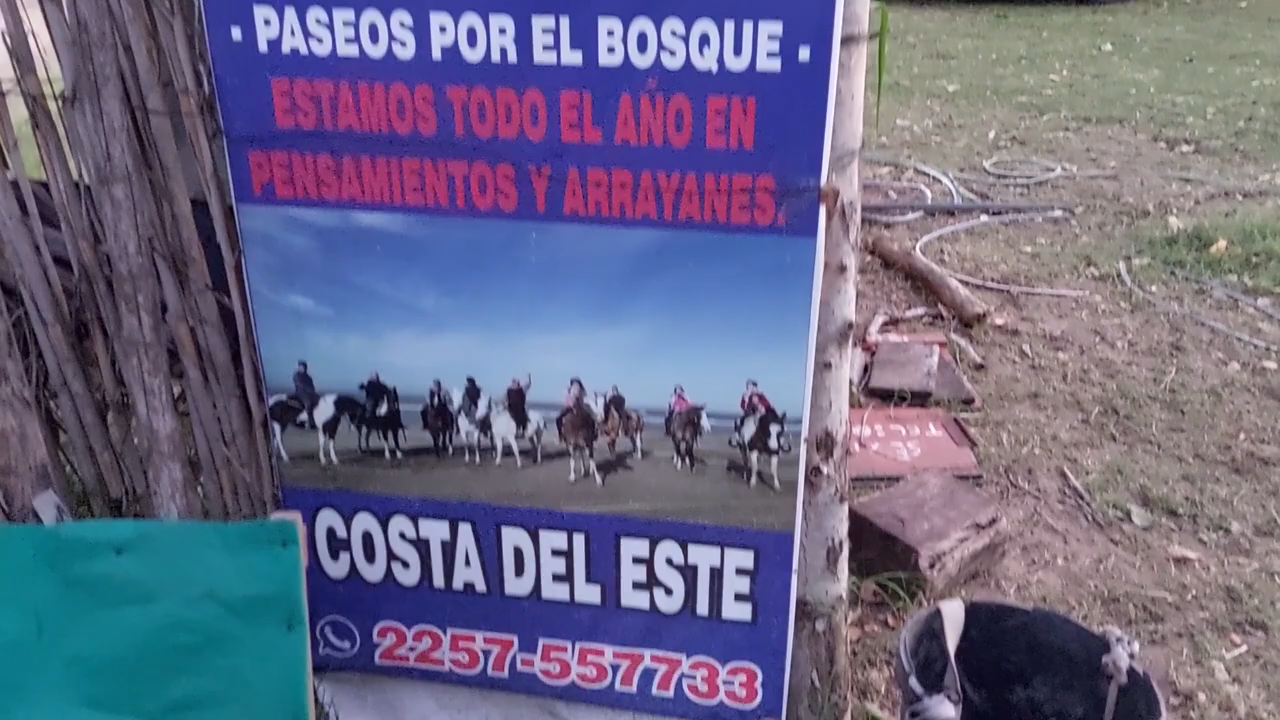 - PASEOS POR EL BOSQUE -
ESTAMOS TODO EL AÑO EN
PENSAMIENTOS Y ARRAYANES.
COSTA DEL ESTE
2257-557733